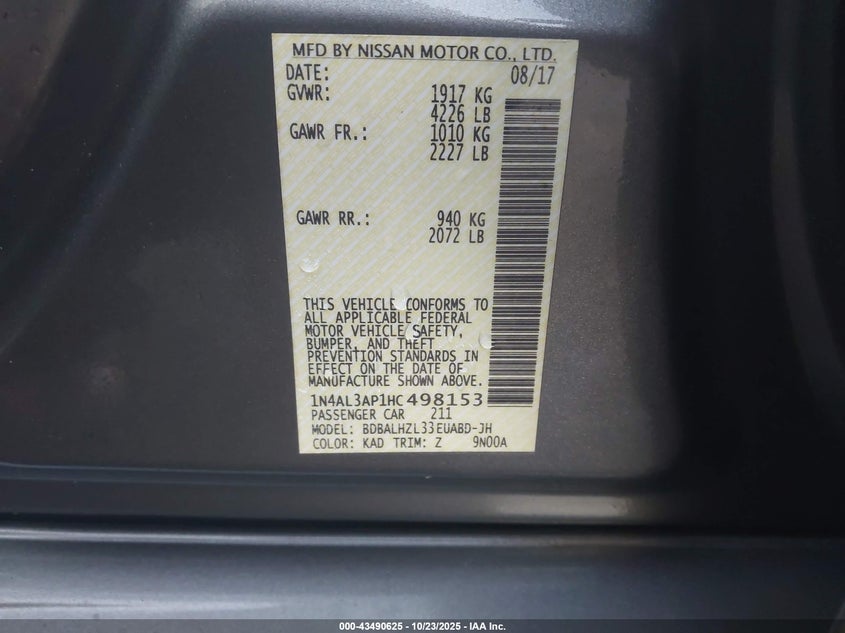 MFD BY NISSAN MOTOR CO., LTD.
DATE: 08/17
GVWR: 1917 KG
4226 LB
GAWR FR.: 1010 KG
2227 LB
GAWR RR.: 940 KG
2072 LB
THIS VEHICLE CONFORMS TO
ALL APPLICABLE FEDERAL
MOTOR VEHICLE SAFETY,
BUMPER, AND THEFT
PREVENTION STANDARDS IN
EFFECT ON THE DATE OF
MANUFACTURE SHOWN ABOVE.
1N4AL3AP1HC498153
PASSENGER CAR 211
MODEL: BDBALHZL33EUABD-JH
COLOR: KAD TRIM: Z 9N00A
000-43490625 - 10/23/2025 - IAA Inc.